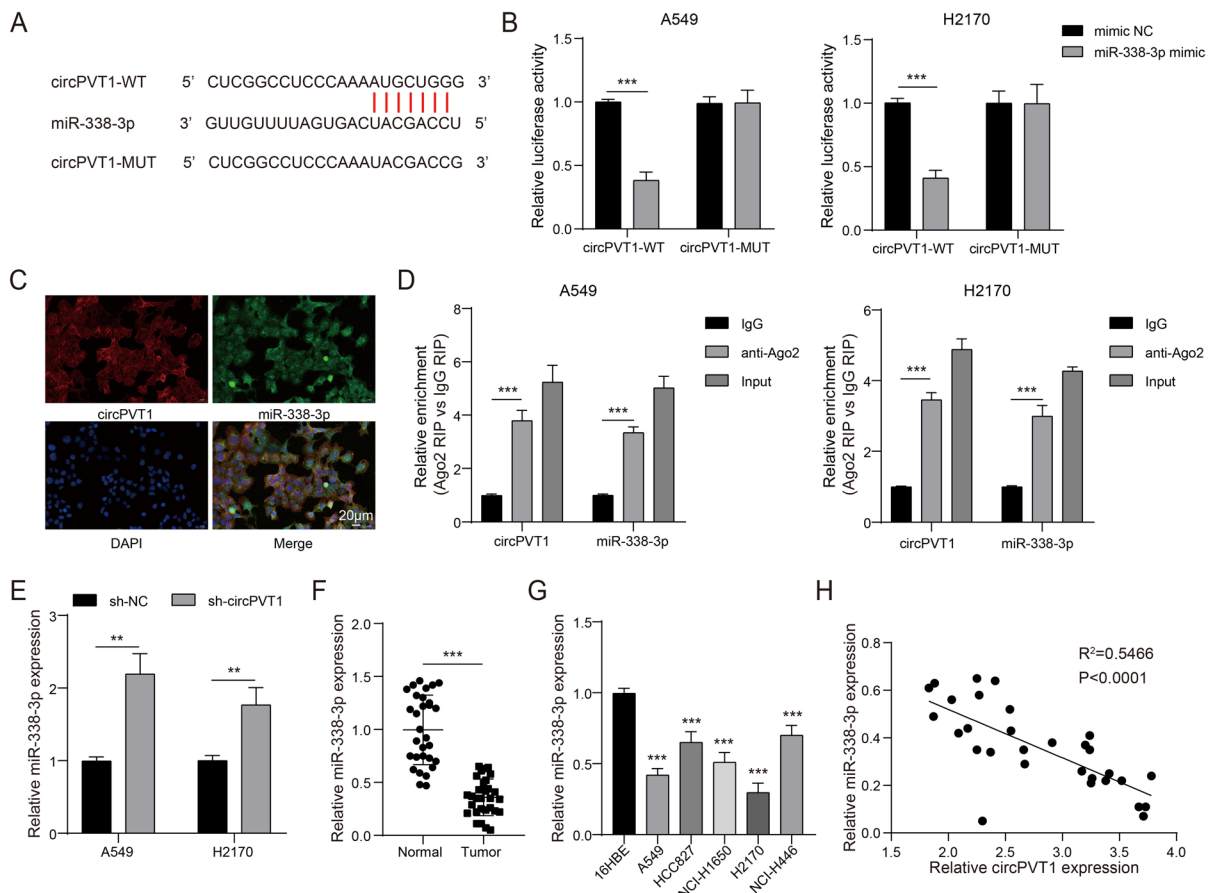 A
circPVT1-WT 5' CUCGGCCUCCCAAAAUGCUGGG 3'
miR-338-3p 3' GUUGUUUUAGUGACUACGACCU 5'
circPVT1-MUT 5' CUCGGCCUCCCAAAUACGACCG 3'
B
A549
Relative luciferase activity
1.5
1.0
0.5
0.0
***
circPVT1-WT circPVT1-MUT
H2170
Relative luciferase activity
1.5
1.0
0.5
0.0
***
circPVT1-WT circPVT1-MUT
mimic NC
miR-338-3p mimic
C
circPVT1 miR-338-3p
20μm
DAPI Merge
D
A549
Relative enrichment
(Ago2 RIP vs IgG RIP)
8
6
4
2
0
*** ***
circPVT1 miR-338-3p
IgG
anti-Ago2
Input
H2170
Relative enrichment
(Ago2 RIP vs IgG RIP)
6
4
2
0
*** ***
circPVT1 miR-338-3p
IgG
anti-Ago2
Input
E
sh-NC sh-circPVT1
Relative miR-338-3p expression
3
2
1
0
** **
A549 H2170
F
Relative miR-338-3p expression
2.0
1.5
1.0
0.5
0.0
***
Normal Tumor
G
Relative miR-338-3p expression
1.5
1.0
0.5
0.0
*** *** *** *** ***
16HBE A549 HCC827 NCI-H1650 H2170 NCI-H446
H
Relative miR-338-3p expression
0.8
0.6
0.4
0.2
0.0
R²=0.5466
P<0.0001
1.5 2.0 2.5 3.0 3.5 4.0
Relative circPVT1 expression